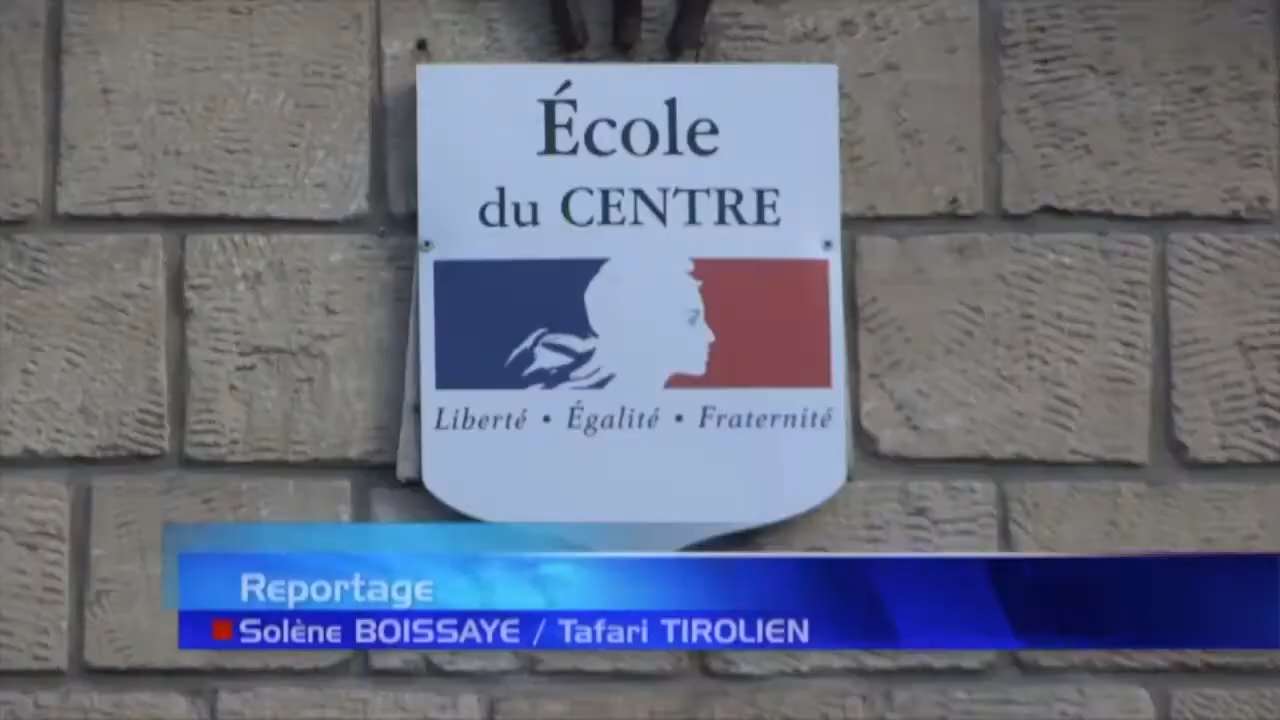 École
du CENTRE
Liberté • Égalité • Fraternité
Reportage
Solène BOISSAYE / Tafari TIROLIEN